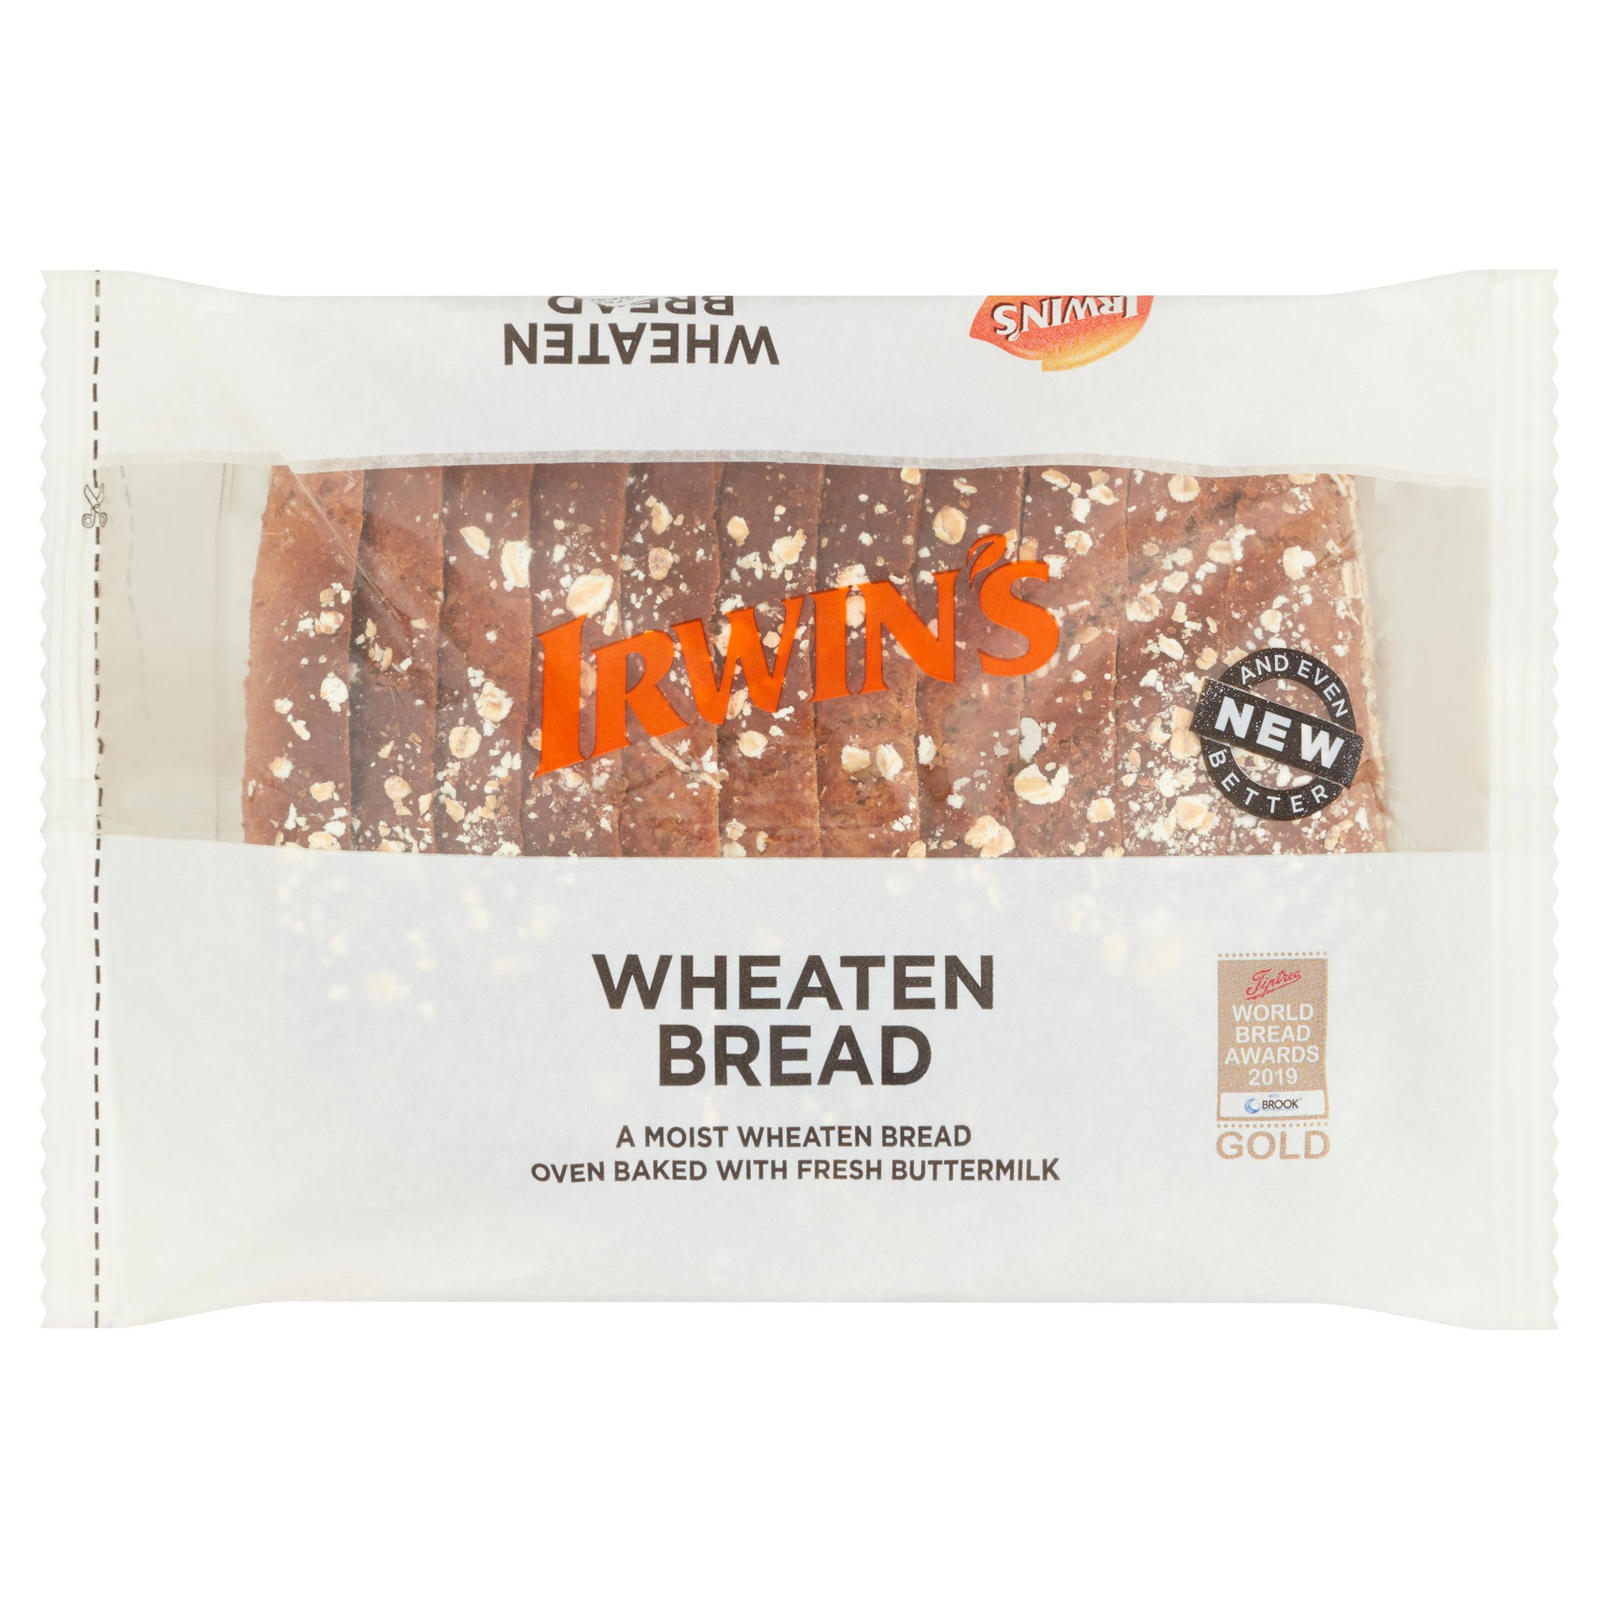 WHEATEN
BREAD
IRWIN'S
IRWIN'S
AND EVEN
NEW
BETTER
WHEATEN
BREAD
A MOIST WHEATEN BREAD
OVEN BAKED WITH FRESH BUTTERMILK
Tiptree
WORLD
BREAD
AWARDS
2019
BROOK
GOLD